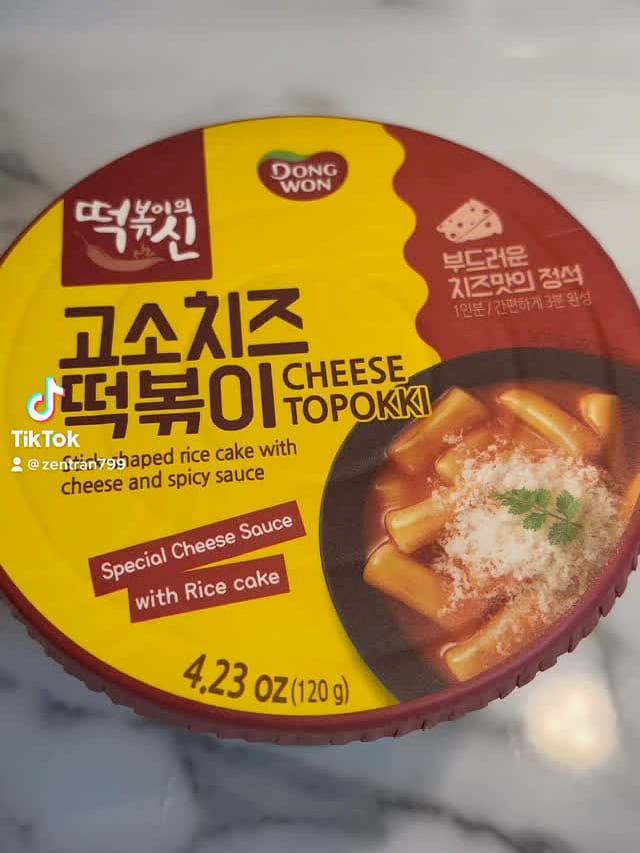 DONG
WON
떡볶이의
신
부드러운
치즈맛의 정석
1인분 / 간편하게 3분 완성
고소치즈
떡볶이
CHEESE
TOPOKKI
TikTok
@zentran799
Stick-shaped rice cake with
cheese and spicy sauce
Special Cheese Sauce
with Rice cake
4.23 OZ (120 g)